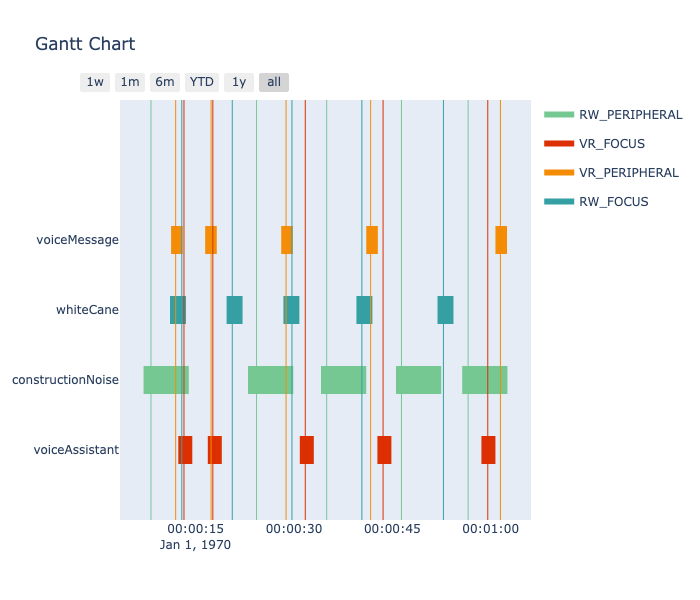 Gantt Chart
1w 1m 6m YTD 1y all
RW_PERIPHERAL
VR_FOCUS
VR_PERIPHERAL
RW_FOCUS
voiceMessage
whiteCane
constructionNoise
voiceAssistant
00:00:15 00:00:30 00:00:45 00:01:00
Jan 1, 1970